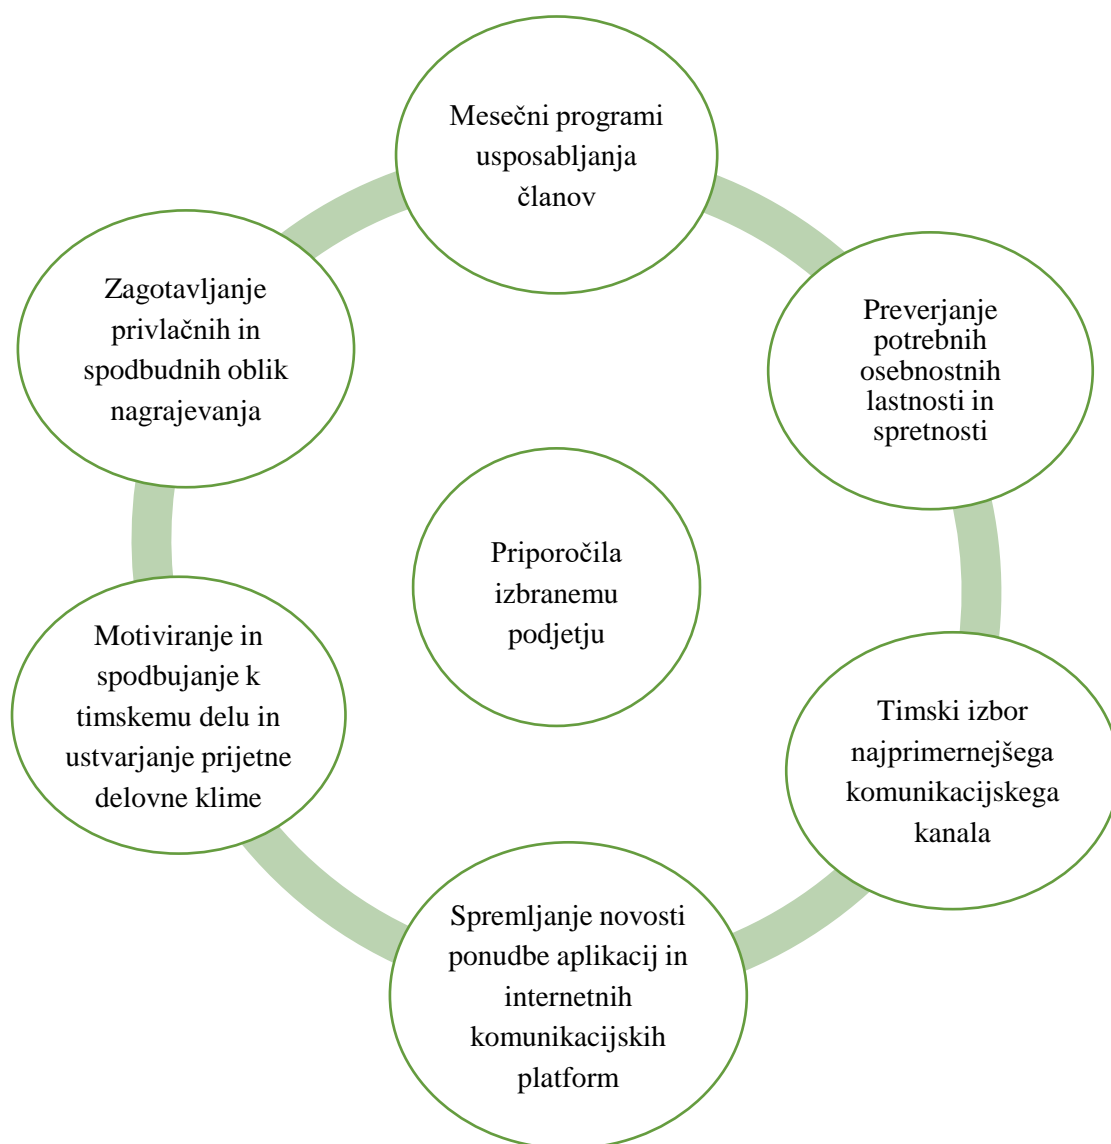 Mesečni programi
usposabljanja
članov
Preverjanje
potrebnih
osebnostnih
lastnosti in
spretnosti
Timski izbor
najprimernejšega
komunikacijskega
kanala
Spremljanje novosti
ponudbe aplikacij in
internetnih
komunikacijskih
platform
Motiviranje in
spodbujanje k
timskemu delu in
ustvarjanje prijetne
delovne klime
Zagotavljanje
privlačnih in
spodbudnih oblik
nagrajevanja
Priporočila
izbranemu
podjetju